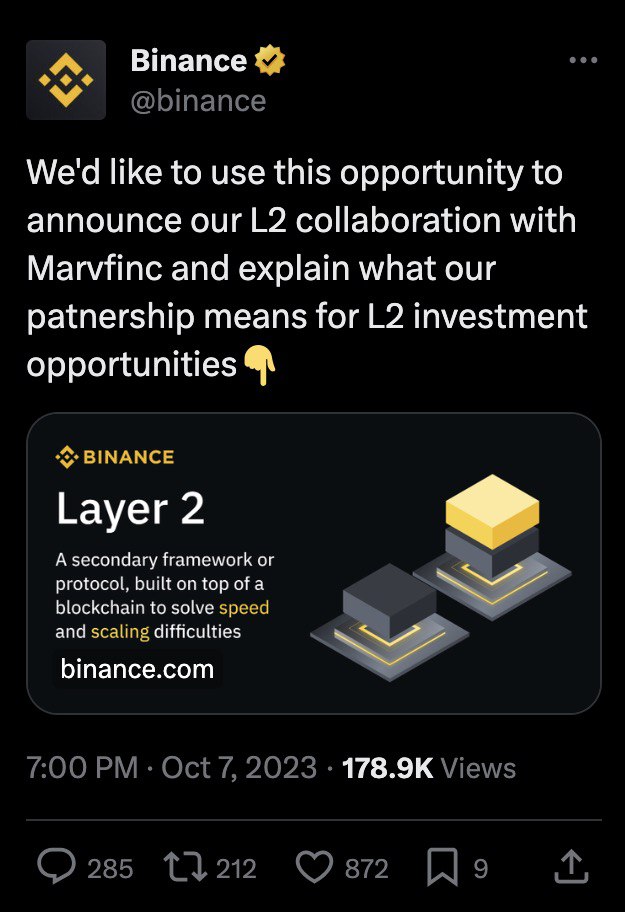 Binance
@binance
We'd like to use this opportunity to
announce our L2 collaboration with
Marvfinc and explain what our
patnership means for L2 investment
opportunities👇
BINANCE
Layer 2
A secondary framework or
protocol, built on top of a
blockchain to solve speed
and scaling difficulties
binance.com
7:00 PM · Oct 7, 2023 · 178.9K Views
285 212 872 9